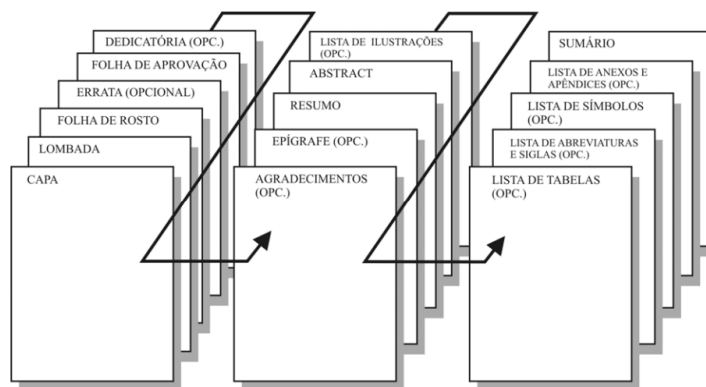 DEDICATÓRIA (OPC.)
FOLHA DE APROVAÇÃO
ERRATA (OPCIONAL)
FOLHA DE ROSTO
LOMBADA
CAPA
LISTA DE ILUSTRAÇÕES
(OPC.)
ABSTRACT
RESUMO
EPÍGRAFE (OPC.)
AGRADECIMENTOS
(OPC.)
SUMÁRIO
LISTA DE ANEXOS E
APÊNDICES (OPC.)
LISTA DE SÍMBOLOS
(OPC.)
LISTA DE ABREVIATURAS
E SIGLAS (OPC.)
LISTA DE TABELAS
(OPC.)